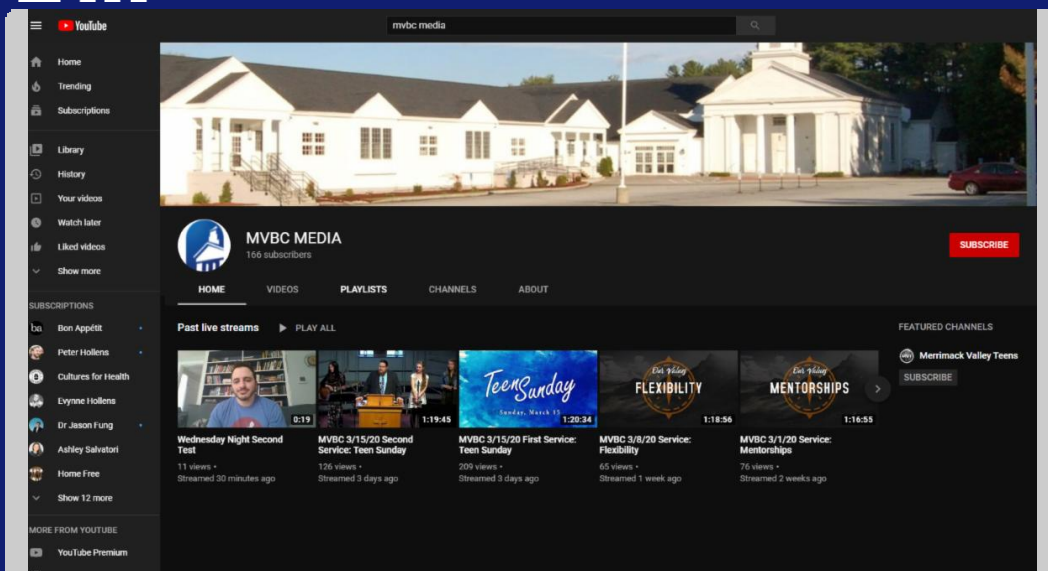 YouTube
mvbc media
Home
Trending
Subscriptions
Library
History
Your videos
Watch later
Liked videos
Show more
SUBSCRIPTIONS
ba
Bon Appétit
Peter Hollens
Cultures for Health
Evynne Hollens
Dr Jason Fung
Ashley Salvatori
Home Free
Show 12 more
MORE FROM YOUTUBE
YouTube Premium
MVBC MEDIA
166 subscribers
SUBSCRIBE
HOME VIDEOS PLAYLISTS CHANNELS ABOUT
Past live streams PLAY ALL
0:19
Wednesday Night Second
Test
11 views •
Streamed 30 minutes ago
1:19:45
MVBC 3/15/20 Second
Service: Teen Sunday
126 views •
Streamed 3 days ago
Teen Sunday
Sunday, March 15
1:20:34
MVBC 3/15/20 First Service:
Teen Sunday
209 views •
Streamed 3 days ago
Our Values
FLEXIBILITY
1:18:56
MVBC 3/8/20 Service:
Flexibility
65 views •
Streamed 1 week ago
Our Values
MENTORSHIPS
1:16:55
MVBC 3/1/20 Service:
Mentorships
76 views •
Streamed 2 weeks ago
FEATURED CHANNELS
Merrimack Valley Teens
SUBSCRIBE